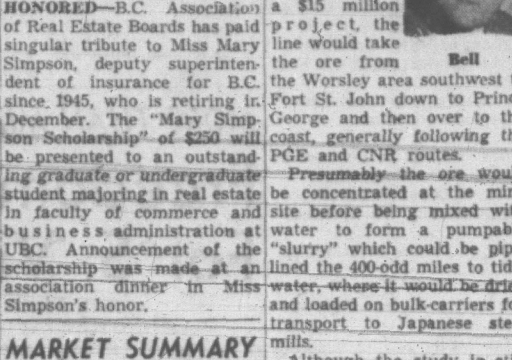 HONORED—B.C. Association
of Real Estate Boards has paid
singular tribute to Miss Mary
Simpson, deputy superinten-
dent of insurance for B.C.
since 1945, who is retiring in
December. The "Mary Simp-
son Scholarship" of $250 will
be presented to an outstand-
ing graduate or undergraduate
student majoring in real estate
in faculty of commerce and
business administration at
UBC. Announcement of the
scholarship was made at an
association dinner in Miss
Simpson's honor.
MARKET SUMMARY
a $15 million
project, the
line would take
the ore from
Bell
the Worsley area southwest
Fort St. John down to Princ
George and then over to th
coast, generally following th
PGE and CNR routes.
Presumably the ore woul
be concentrated at the min
site before being mixed wit
water to form a pumpab
"slurry" which could be pip
lined the 400-odd miles to tid
water, where it would be drie
and loaded on bulk-carriers fo
transport to Japanese ste
mills.
Although the study is